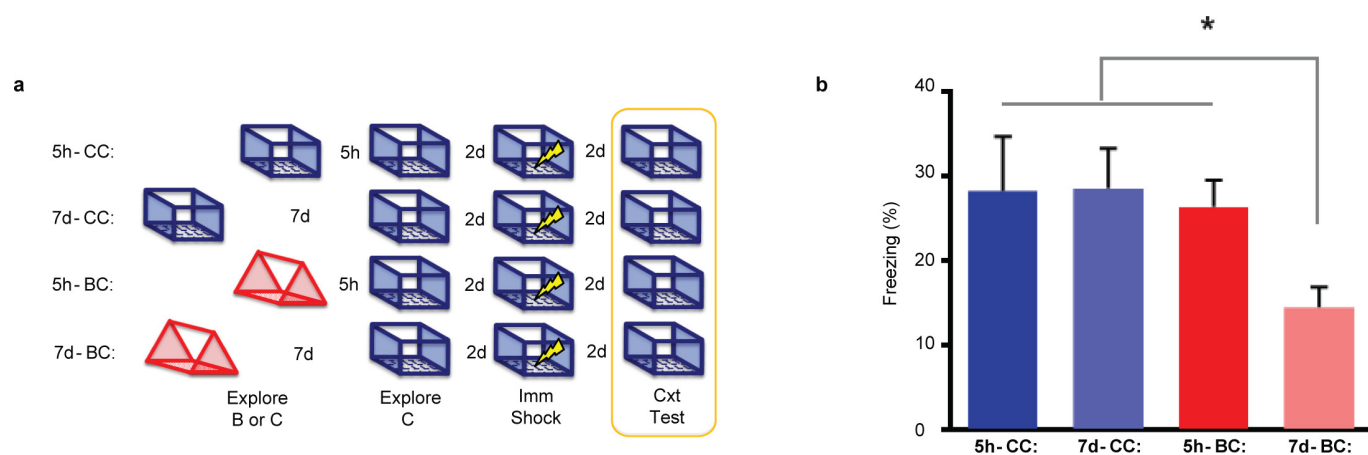 a
5h-CC: 5h 2d 2d
7d-CC: 7d 2d 2d
5h-BC: 5h 2d 2d
7d-BC: 7d 2d 2d
Explore
B or C
Explore
C
Imm
Shock
Cxt
Test
b
*
Freezing (%)
40
30
20
10
0
5h-CC: 7d-CC: 5h-BC: 7d-BC: